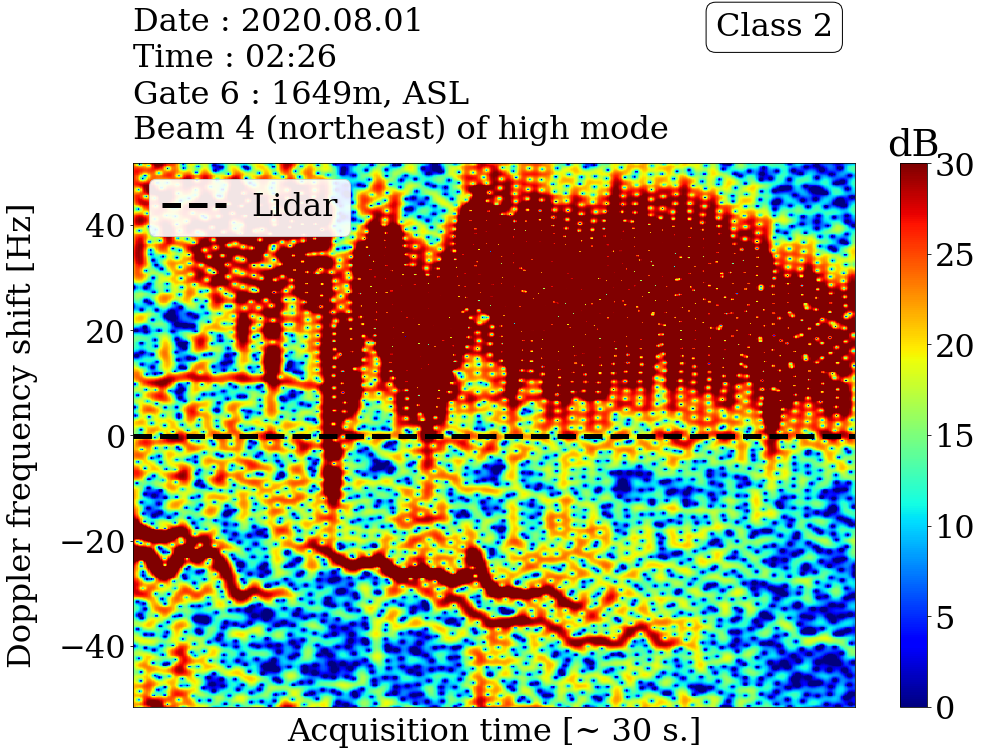 Date : 2020.08.01
Class 2
Time : 02:26
Gate 6 : 1649m, ASL
Beam 4 (northeast) of high mode
dB
Lidar
Doppler frequency shift [Hz]
40
20
0
−20
−40
Acquisition time [~ 30 s.]
30
25
20
15
10
5
0